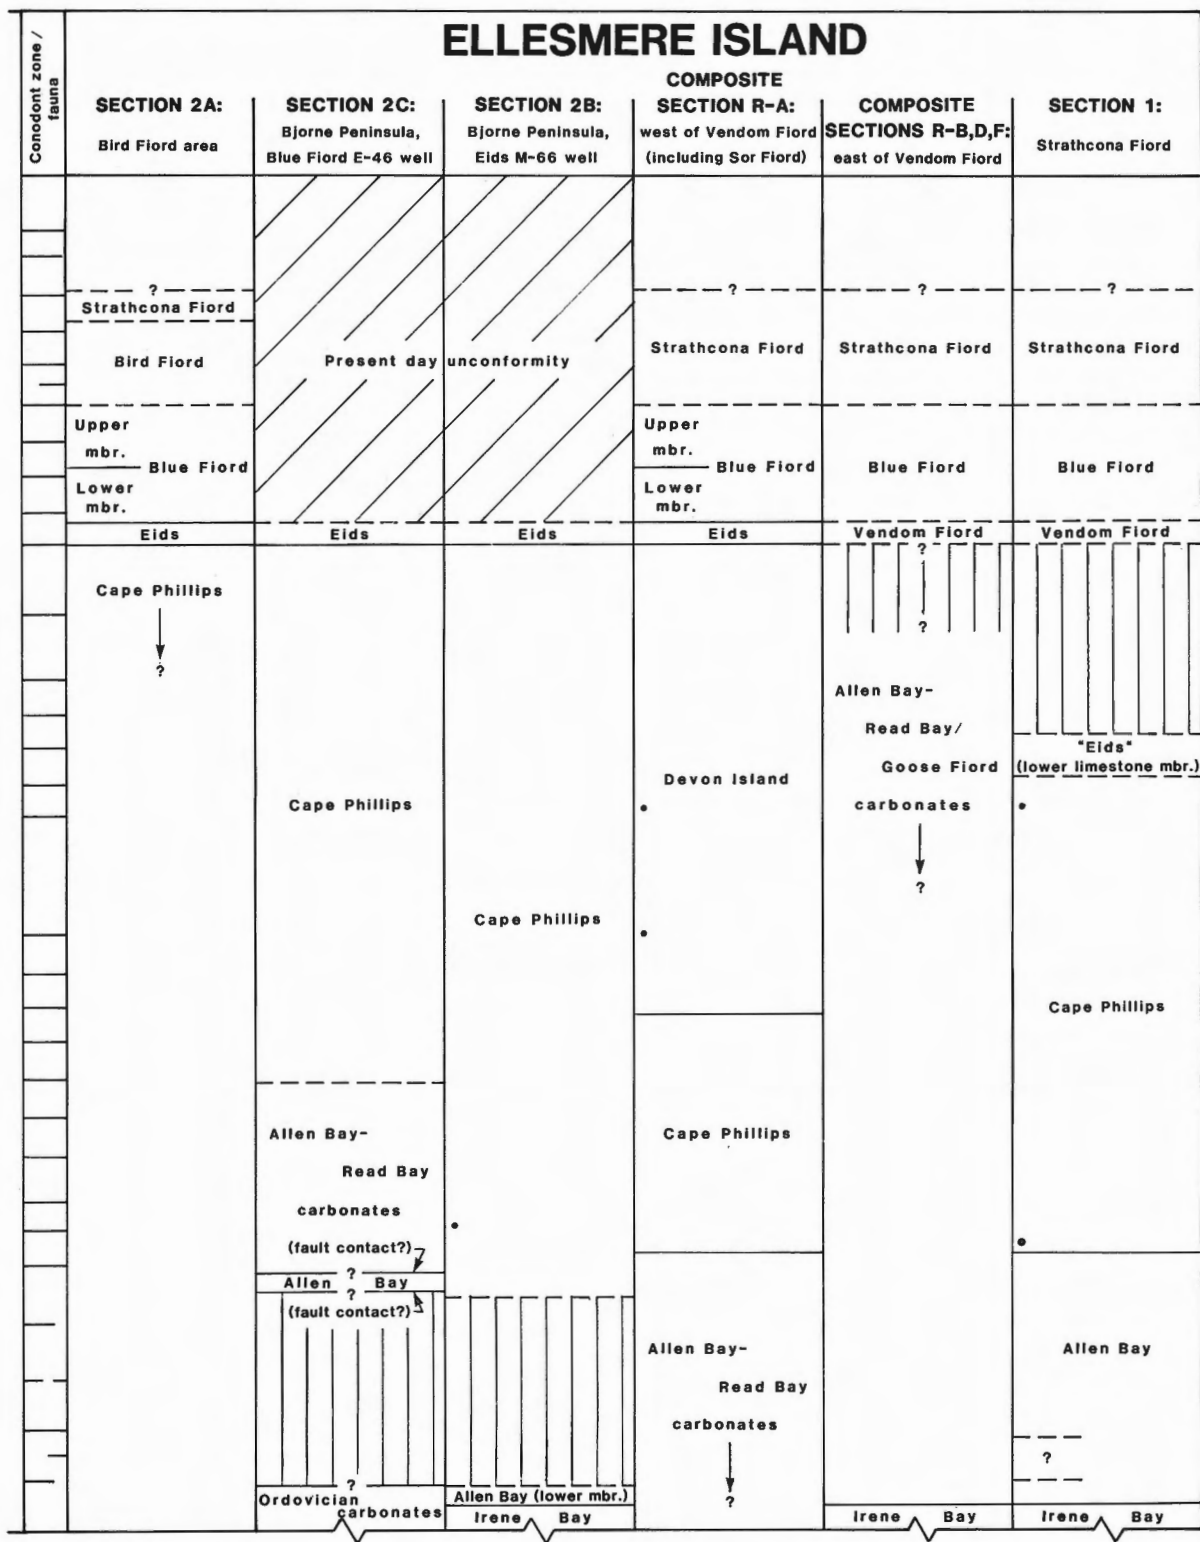 ELLESMERE ISLAND
Conodont zone /
fauna
SECTION 2A:
Bird Fiord area
SECTION 2C:
Bjorne Peninsula,
Blue Fiord E-46 well
SECTION 2B:
Bjorne Peninsula,
Eids M-66 well
COMPOSITE
SECTION R-A:
west of Vendom Fiord
(including Sor Fiord)
COMPOSITE
SECTIONS R-B,D,F:
east of Vendom Fiord
SECTION 1:
Strathcona Fiord
?
Strathcona Fiord
Bird Fiord
Upper
mbr.
Blue Fiord
Lower
mbr.
Eids
Cape Phillips
?
Present day unconformity
Eids
Cape Phillips
Allen Bay-
Read Bay
carbonates
(fault contact?)
?
Allen Bay
?
(fault contact?)
?
Ordovician
carbonates
Eids
Cape Phillips
Allen Bay (lower mbr.)
Irene Bay
?
Strathcona Fiord
Upper
mbr.
Blue Fiord
Lower
mbr.
Eids
Devon Island
Cape Phillips
Allen Bay-
Read Bay
carbonates
?
?
Strathcona Fiord
Blue Fiord
Vendom Fiord
?
?
Allen Bay-
Read Bay/
Goose Fiord
carbonates
?
Irene Bay
?
Strathcona Fiord
Blue Fiord
Vendom Fiord
"Eids"
(lower limestone mbr.)
Cape Phillips
Allen Bay
?
Irene Bay